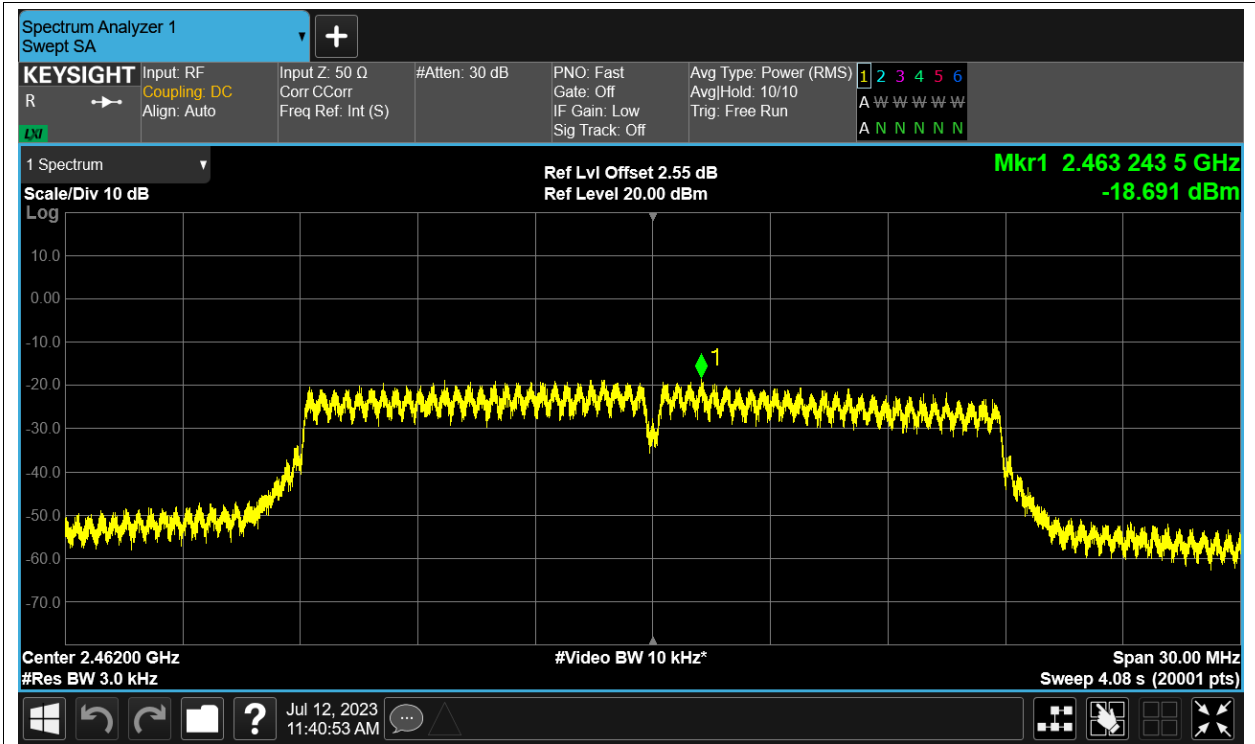 Spectrum Analyzer 1
Swept SA
KEYSIGHT
R
LXI
Input: RF
Coupling: DC
Align: Auto
Input Z: 50 Ω
Corr CCorr
Freq Ref: Int (S)
#Atten: 30 dB
PNO: Fast
Gate: Off
IF Gain: Low
Sig Track: Off
Avg Type: Power (RMS)
Avg|Hold: 10/10
Trig: Free Run
1 2 3 4 5 6
A W W W W W
A N N N N N
1 Spectrum
Scale/Div 10 dB
Log
Ref Lvl Offset 2.55 dB
Ref Level 20.00 dBm
Mkr1 2.463 243 5 GHz
-18.691 dBm
10.0
0.00
-10.0
1
-20.0
-30.0
-40.0
-50.0
-60.0
-70.0
Center 2.46200 GHz
#Video BW 10 kHz*
Span 30.00 MHz
#Res BW 3.0 kHz
Sweep 4.08 s (20001 pts)
?
Jul 12, 2023
11:40:53 AM